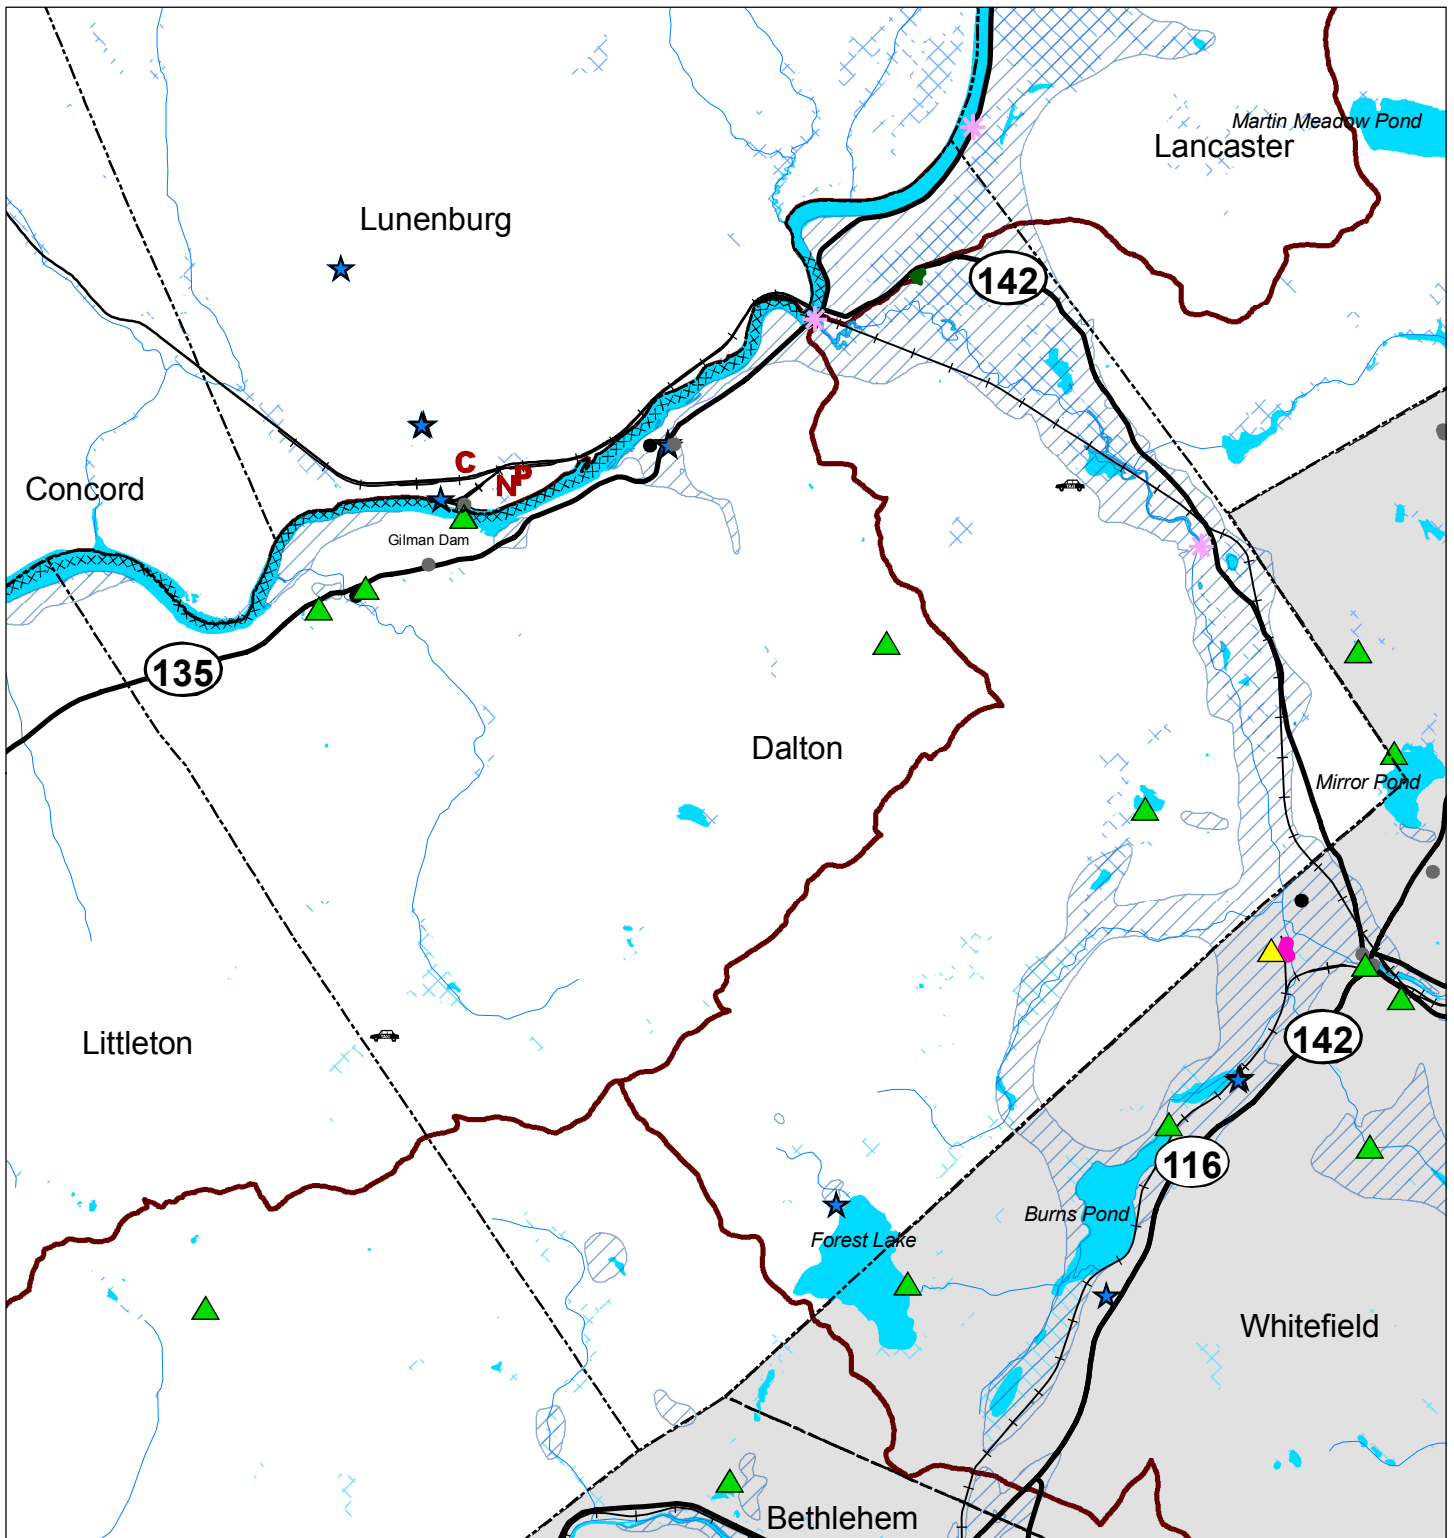 Martin Meadow Pond
Lancaster
Lunenburg
142
C
N
P
Concord
Gilman Dam
135
Dalton
Mirror Pond
Littleton
142
116
Burns Pond
Forest Lake
Whitefield
Bethlehem